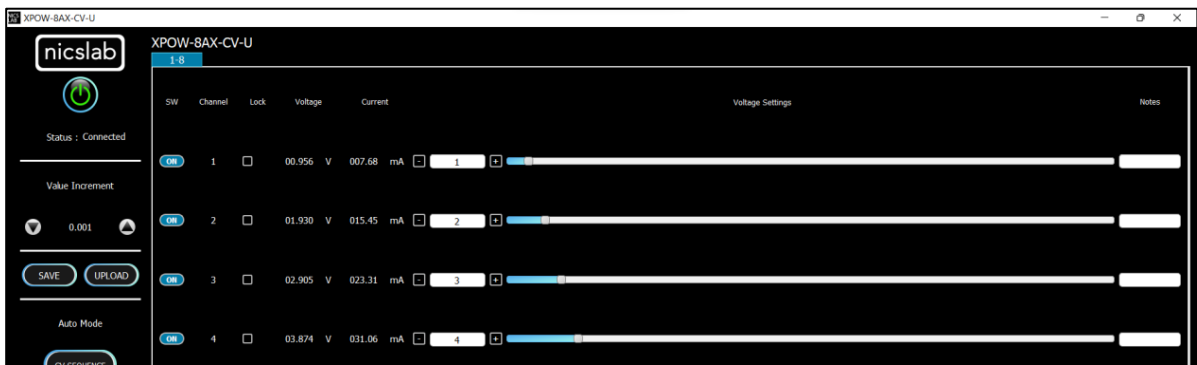 XPOW-8AX-CV-U
nicslab
XPOW-8AX-CV-U
1-8
SW Channel Lock Voltage Current Voltage Settings Notes
Status : Connected
ON 1 00.956 V 007.68 mA - 1 +
Value Increment
0.001
ON 2 01.930 V 015.45 mA - 2 +
SAVE UPLOAD
ON 3 02.905 V 023.31 mA - 3 +
Auto Mode
ON 4 03.874 V 031.06 mA - 4 +
CV SEQUENCE